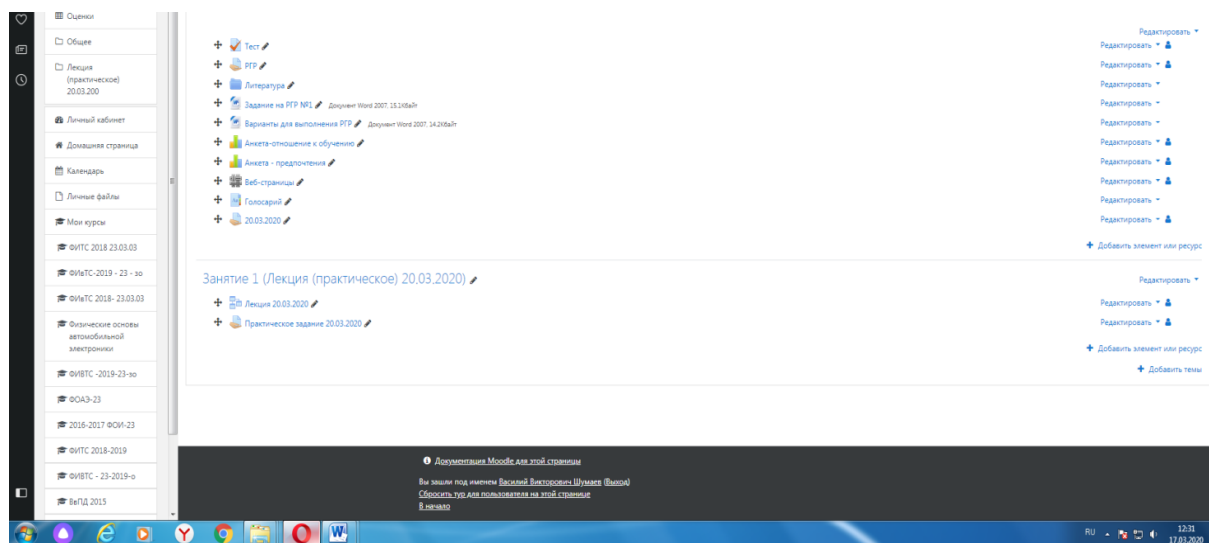 Оценки
Общее
Лекция
(практическое)
20.03.200
Личный кабинет
Домашняя страница
Календарь
Личные файлы
Мои курсы
ФИТС 2018 23.03.03
ФИвТС-2019 - 23 - зо
ФИвТС 2018- 23.03.03
Физические основы
автомобильной
электроники
ФИВТС -2019-23-зо
ФОАЭ-23
2016-2017 ФОИ-23
ФИТС 2018-2019
ФИВТС - 23-2019-о
ВвПД 2015
Редактировать
Тест Редактировать
РГР Редактировать
Литература Редактировать
Задание на РГР №1 Документ Word 2007, 15.1Кбайт Редактировать
Варианты для выполнения РГР Документ Word 2007, 14.2Кбайт Редактировать
Анкета-отношение к обучению Редактировать
Анкета - предпочтения Редактировать
Веб-страницы Редактировать
Голосарий Редактировать
20.03.2020 Редактировать
Добавить элемент или ресурс
Занятие 1 (Лекция (практическое) 20.03.2020) Редактировать
Лекция 20.03.2020 Редактировать
Практическое задание 20.03.2020 Редактировать
Добавить элемент или ресурс
Добавить темы
Документация Moodle для этой страницы
Вы зашли под именем Василий Викторович Шумаев (Выход)
Сбросить тур для пользователя на этой странице
В начало
RU 12:31
17.03.2020